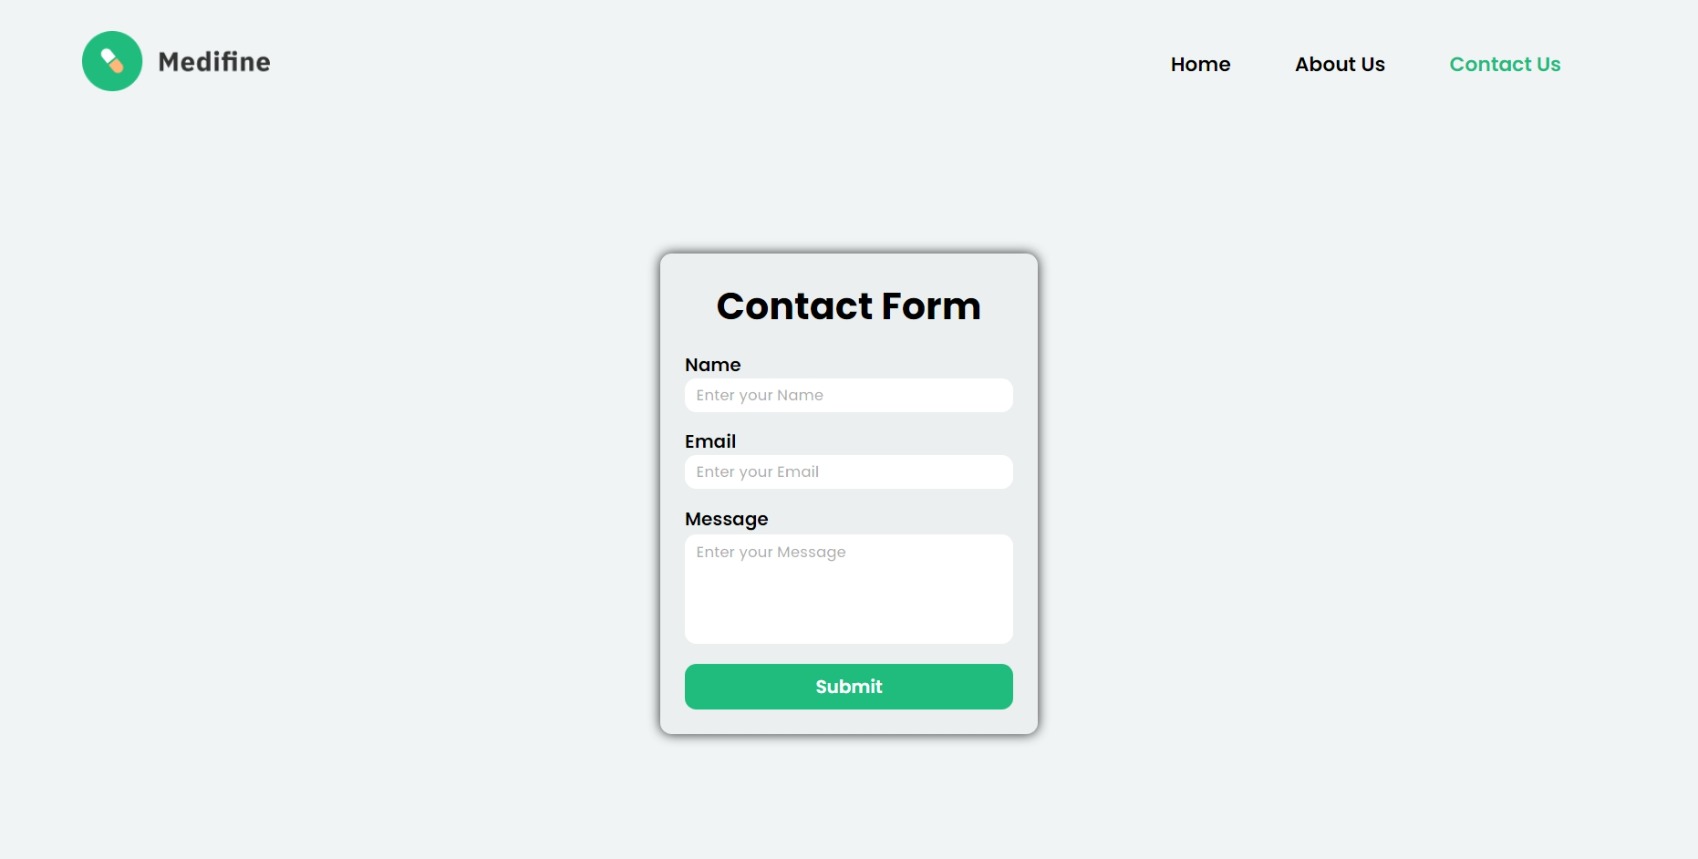 Medifine
Home About Us Contact Us
Contact Form
Name
Enter your Name
Email
Enter your Email
Message
Enter your Message
Submit